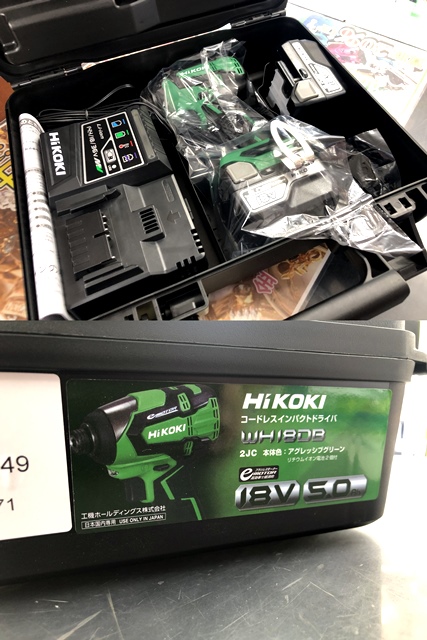 HiKOKI
HiKOKI
HiKOKI
コードレスインパクトドライバ
WH18DB
2JC 本体色：アグレッシブグリーン
リチウムイオン電池2個付
HiKOKI
18V 5.0
工機ホールディングス株式会社
日本国内専用 USE ONLY IN JAPAN
49
71